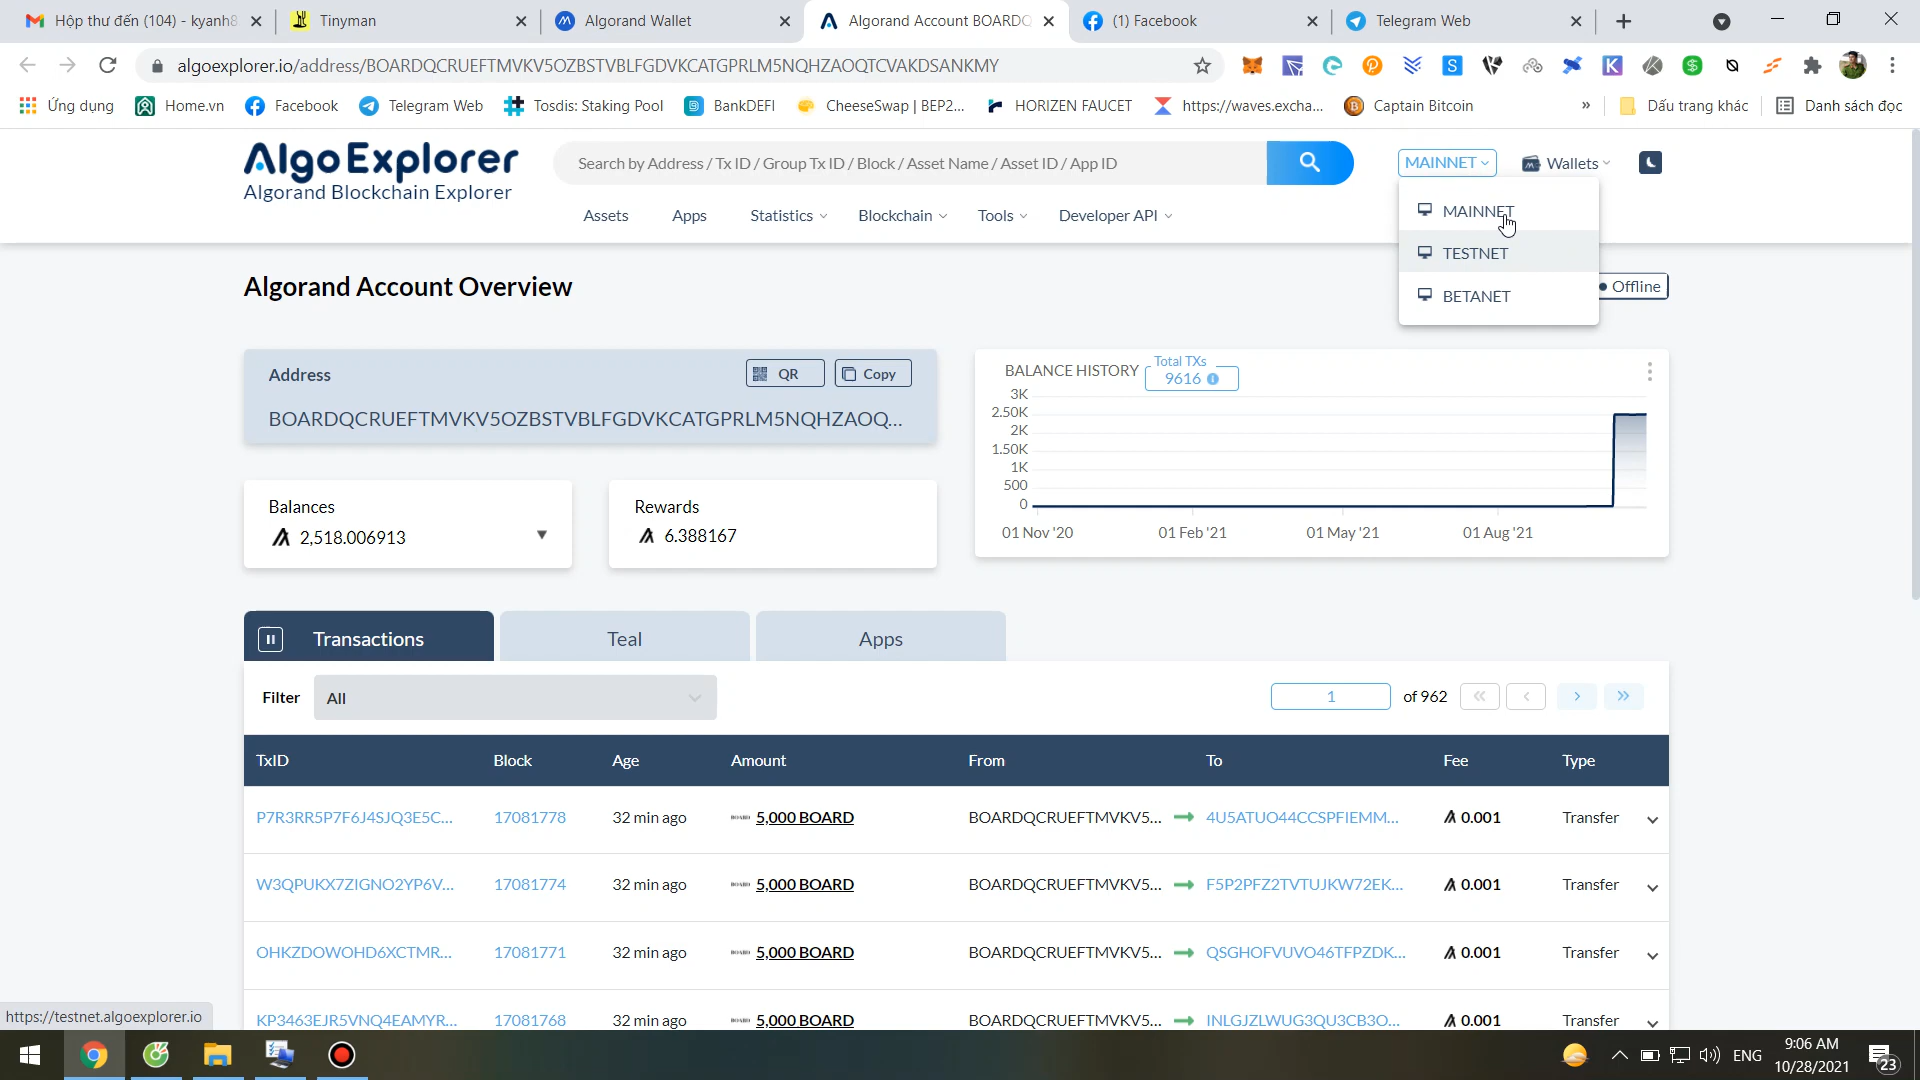 Hộp thư đến (104) - kyanh8
Tinyman
Algorand Wallet
Algorand Account BOARDQ
(1) Facebook
Telegram Web
algoexplorer.io/address/BOARDQCRUEFTMVKV5OZBSTVBLFGDVKCATGPRLM5NQHZAOQTCVAKDSANKMY
Ứng dụng
Home.vn
Facebook
Telegram Web
Tosdis: Staking Pool
BankDEFI
CheeseSwap | BEP2...
HORIZEN FAUCET
https://waves.excha...
Captain Bitcoin
»
Dấu trang khác
Danh sách đọc
AlgoExplorer
Algorand Blockchain Explorer
Search by Address / Tx ID / Group Tx ID / Block / Asset Name / Asset ID / App ID
MAINNET
Wallets
Assets
Apps
Statistics
Blockchain
Tools
Developer API
MAINNET
TESTNET
BETANET
Algorand Account Overview
Offline
Address
QR
Copy
BOARDQCRUEFTMVKV5OZBSTVBLFGDVKCATGPRLM5NQHZAOQ...
Balances
2,518.006913
Rewards
6.388167
BALANCE HISTORY
Total TXs
9616
3K
2.50K
2K
1.50K
1K
500
0
01 Nov '20
01 Feb '21
01 May '21
01 Aug '21
Transactions
Teal
Apps
Filter
All
1
of 962
TxID Block Age Amount From To Fee Type
P7R3RR5P7F6J4SJQ3E5C... 17081778 32 min ago 5,000 BOARD BOARDQCRUEFTMVKV5... 4U5ATUO44CCSPFIEMM... 0.001 Transfer
W3QPUKX7ZIGNO2YP6V... 17081774 32 min ago 5,000 BOARD BOARDQCRUEFTMVKV5... F5P2PFZ2TVTUJKW72EK... 0.001 Transfer
OHKZDOWOHD6XCTMR... 17081771 32 min ago 5,000 BOARD BOARDQCRUEFTMVKV5... QSGHOFVUVO46TFPZDK... 0.001 Transfer
KP3463EJR5VNQ4EAMYR... 17081768 32 min ago 5,000 BOARD BOARDQCRUEFTMVKV5... INLGJZLWUG3QU3CB3O... 0.001 Transfer
https://testnet.algoexplorer.io
ENG
9:06 AM
10/28/2021
23